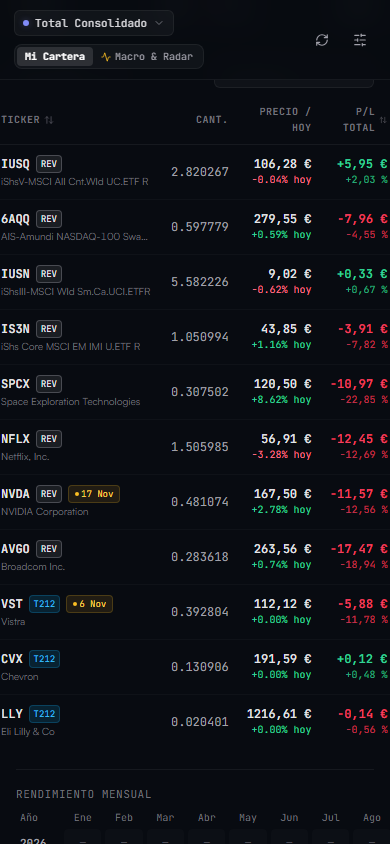 Total Consolidado
Mi Cartera Macro & Radar
TICKER CANT. PRECIO / HOY P/L TOTAL
IUSQ REV 2.820267 106,28 € +5,95 €
iShsV-MSCI All Cnt.Wld UC.ETF R -0.04% hoy +2,03 %
6AQQ REV 0.597779 279,55 € -7,96 €
AIS-Amundi NASDAQ-100 Swa... +0.59% hoy -4,55 %
IUSN REV 5.582226 9,02 € +0,33 €
iShsIII-MSCI Wld Sm.Ca.UCI.ETFR -0.62% hoy +0,67 %
IS3N REV 1.050994 43,85 € -3,91 €
iShs Core MSCI EM IMI U.ETF R +1.16% hoy -7,82 %
SPCX REV 0.307502 120,50 € -10,97 €
Space Exploration Technologies +8.62% hoy -22,85 %
NFLX REV 1.505985 56,91 € -12,45 €
Netflix, Inc. -3.28% hoy -12,69 %
NVDA REV 17 Nov 0.481074 167,50 € -11,57 €
NVIDIA Corporation +2.78% hoy -12,56 %
AVGO REV 0.283618 263,56 € -17,47 €
Broadcom Inc. +0.74% hoy -18,94 %
VST T212 6 Nov 0.392804 112,12 € -5,88 €
Vistra +0.00% hoy -11,78 %
CVX T212 0.130906 191,59 € +0,12 €
Chevron +0.00% hoy +0,48 %
LLY T212 0.020401 1216,61 € -0,14 €
Eli Lilly & Co +0.00% hoy -0,56 %
RENDIMIENTO MENSUAL
Año Ene Feb Mar Abr May Jun Jul Ago
2026 — — — — — — — —